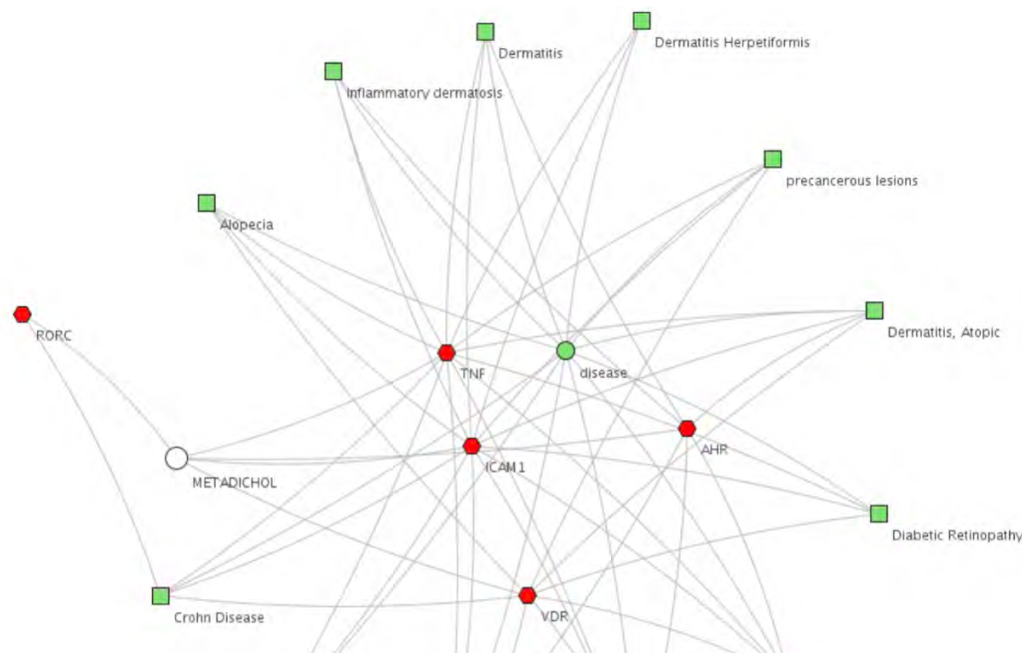 Dermatitis Herpetiformis
Dermatitis
Inflammatory dermatosis
precancerous lesions
Alopecia
Dermatitis, Atopic
RORC
TNF
disease
AHR
ICAM1
METADICHOL
Diabetic Retinopathy
Crohn Disease
VDR